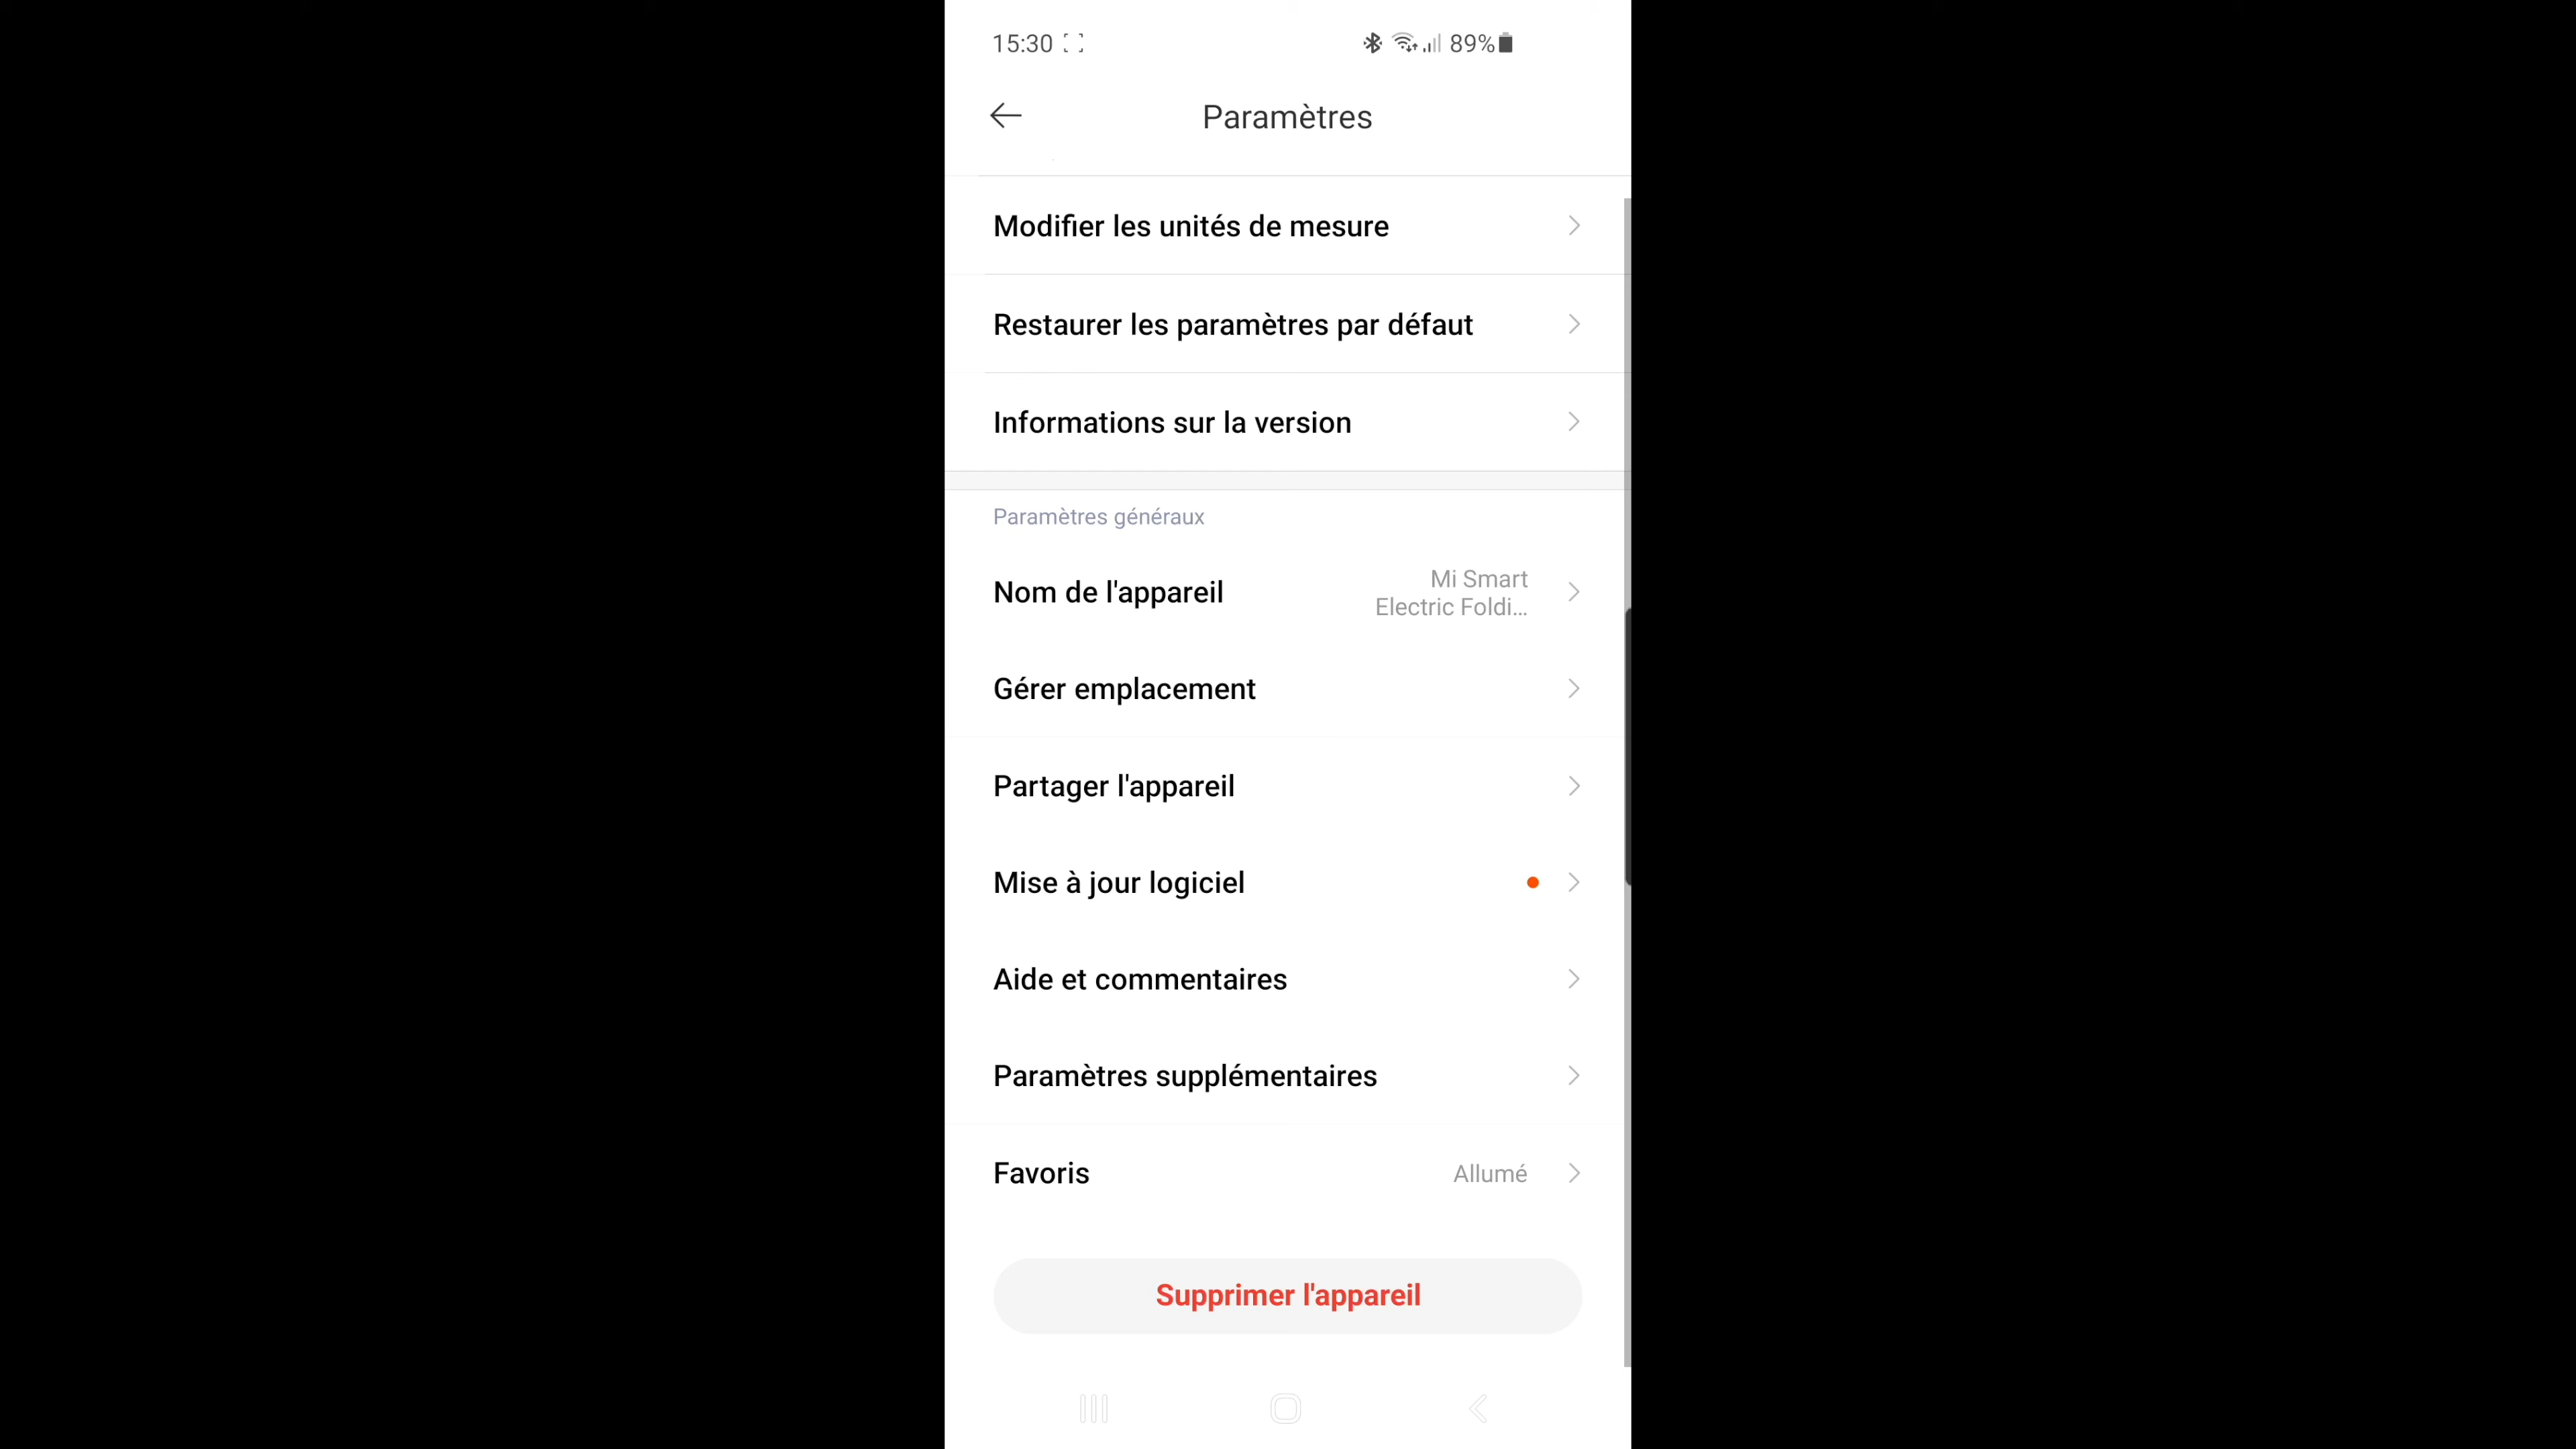 15:30
89%
Paramètres
Modifier les unités de mesure
Restaurer les paramètres par défaut
Informations sur la version
Paramètres généraux
Nom de l'appareil
Mi Smart
Electric Foldi...
Gérer emplacement
Partager l'appareil
Mise à jour logiciel
Aide et commentaires
Paramètres supplémentaires
Favoris
Allumé
Supprimer l'appareil